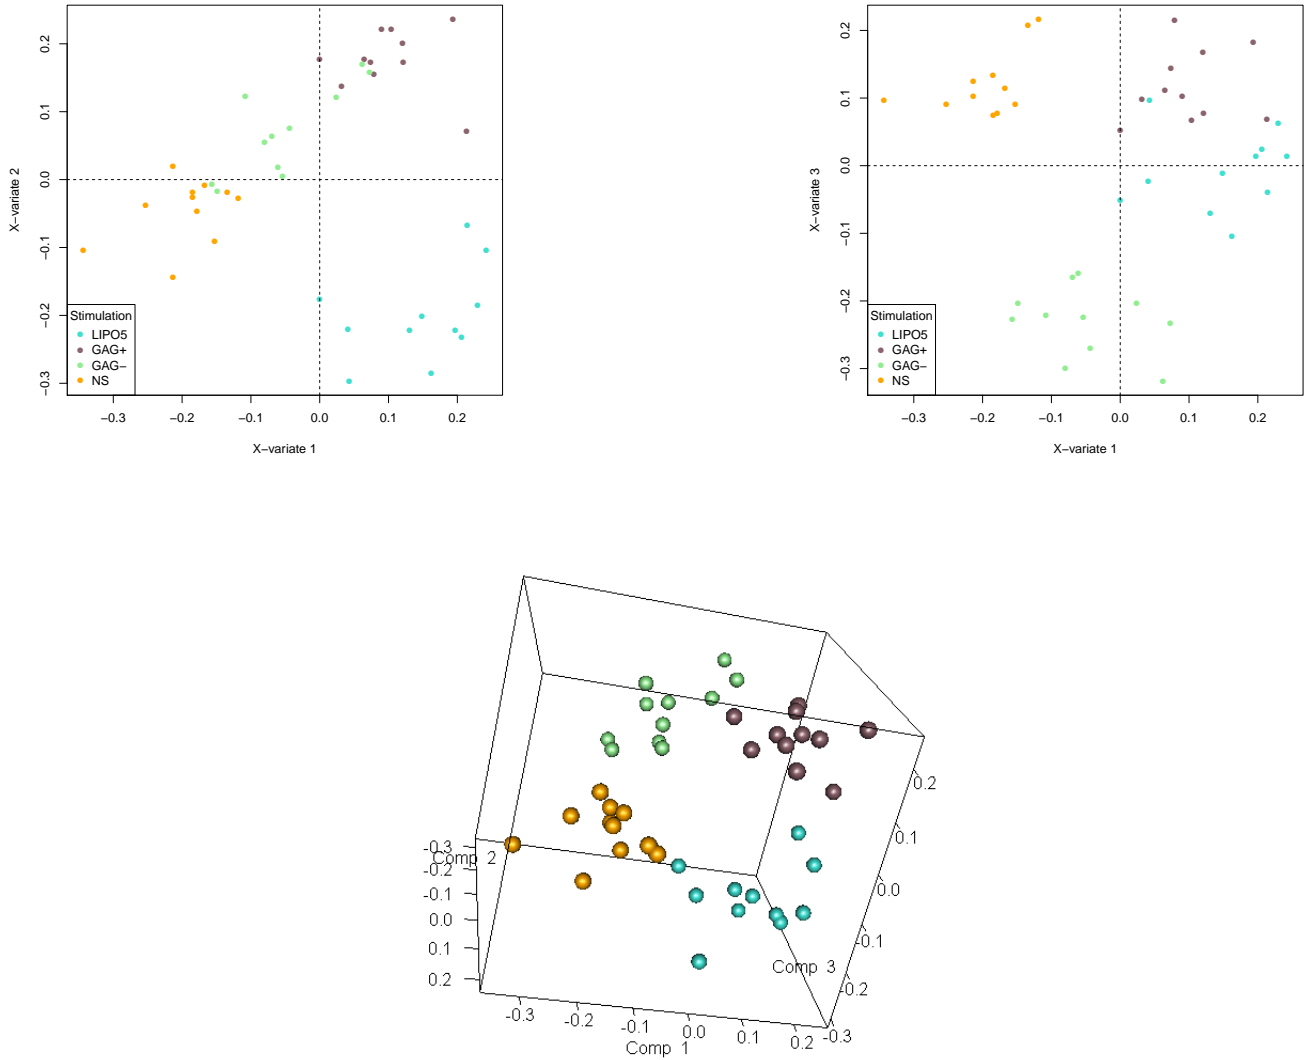 0.2
0.1
0.0
−0.1
−0.2
−0.3
X−variate 2
Stimulation
LIPO5
GAG+
GAG−
NS
−0.3 −0.2 −0.1 0.0 0.1 0.2
X−variate 1
0.2
0.1
0.0
−0.1
−0.2
−0.3
X−variate 3
Stimulation
LIPO5
GAG+
GAG−
NS
−0.3 −0.2 −0.1 0.0 0.1 0.2
X−variate 1
-0.3
Comp 2
-0.2
-0.1
0.0
0.1
0.2
0.2
0.1
0.0
-0.1
-0.2
-0.3
Comp 3
-0.3 -0.2 -0.1 0.0 0.1 0.2
Comp 1